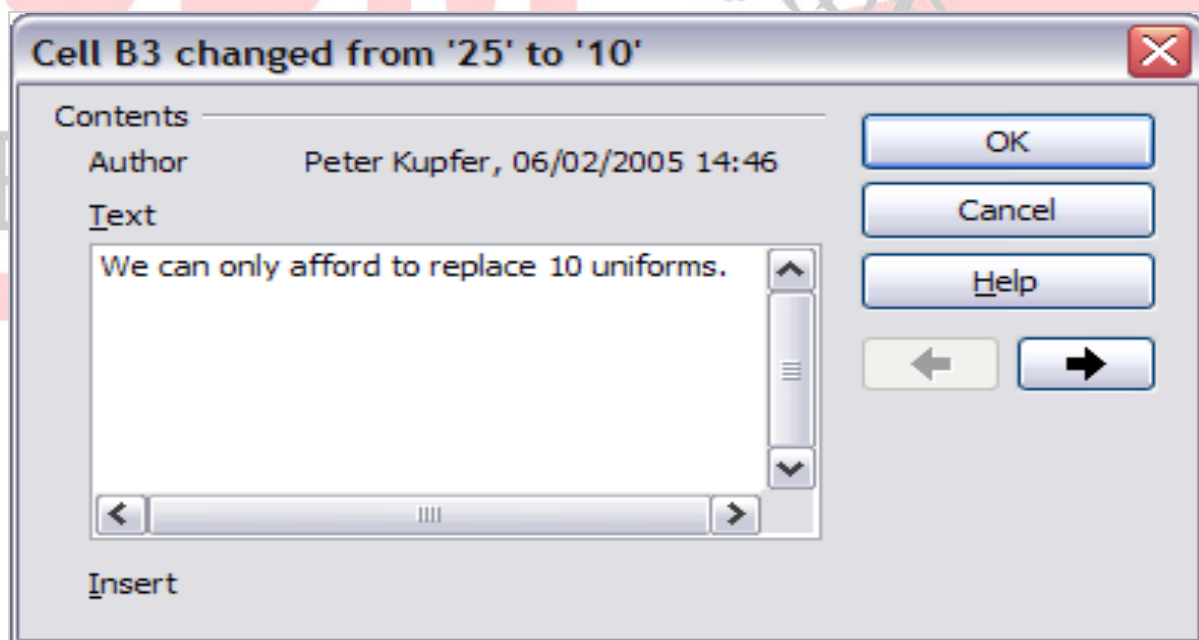 Cell B3 changed from '25' to '10'
Contents
Author Peter Kupfer, 06/02/2005 14:46
OK
Text
Cancel
We can only afford to replace 10 uniforms.
Help
Insert